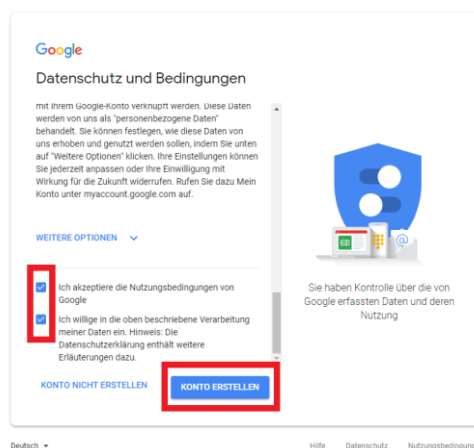 Google
Datenschutz und Bedingungen
mit Ihrem Google-Konto verknüpft werden. Diese Daten
werden von uns als "personenbezogene Daten"
behandelt. Sie können festlegen, wie diese Daten von
uns erhoben und genutzt werden sollen, indem Sie unten
auf "Weitere Optionen" klicken. Ihre Einstellungen können
Sie jederzeit anpassen oder Ihre Einwilligung mit
Wirkung für die Zukunft widerrufen. Rufen Sie dazu Mein
Konto unter myaccount.google.com auf.
WEITERE OPTIONEN
Ich akzeptiere die Nutzungsbedingungen von
Google
Ich willige in die oben beschriebene Verarbeitung
meiner Daten ein. Hinweis: Die
Datenschutzerklärung enthält weitere
Erläuterungen dazu.
KONTO NICHT ERSTELLEN
KONTO ERSTELLEN
@
Sie haben Kontrolle über die von
Google erfassten Daten und deren
Nutzung
Deutsch
Hilfe Datenschutz Nutzungsbedingung